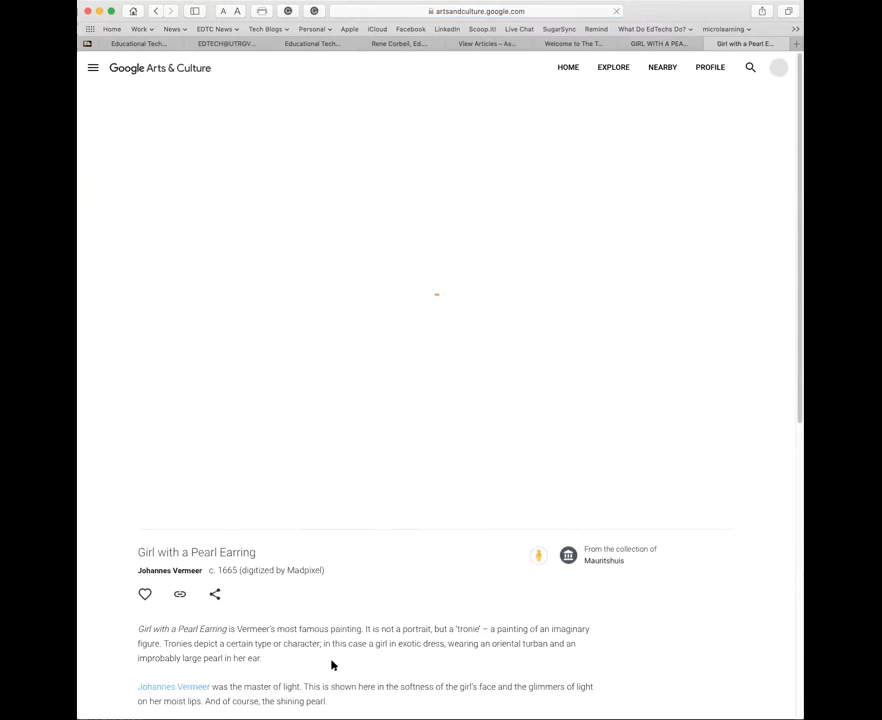 artsandculture.google.com
Home Work News EDTC News Tech Blogs Personal Apple iCloud Facebook LinkedIn Scoop.It! Live Chat SugarSync Remind What Do EdTechs Do? microlearning >>
Educational Tech... EDTECH@UTRGV... Educational Tech... Rene Corbeil, Ed.... View Articles – As... Welcome to The T... GIRL WITH A PEA... Girl with a Pearl E...
Google Arts & Culture HOME EXPLORE NEARBY PROFILE
Girl with a Pearl Earring
Johannes Vermeer c. 1665 (digitized by Madpixel)
From the collection of
Mauritshuis
Girl with a Pearl Earring is Vermeer's most famous painting. It is not a portrait, but a 'tronie' – a painting of an imaginary
figure. Tronies depict a certain type or character; in this case a girl in exotic dress, wearing an oriental turban and an
improbably large pearl in her ear.
Johannes Vermeer was the master of light. This is shown here in the softness of the girl's face and the glimmers of light
on her moist lips. And of course, the shining pearl.